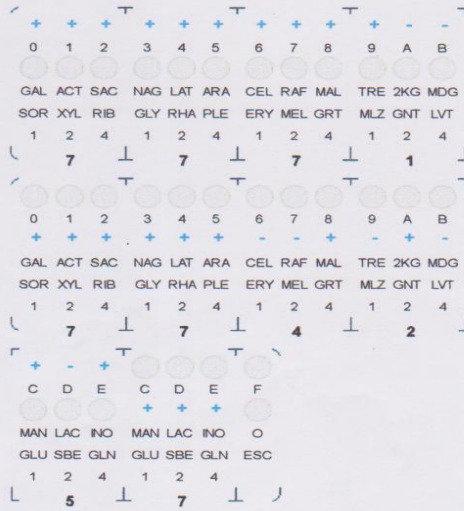 + + + + + + + + + + - -
0 1 2 3 4 5 6 7 8 9 A B
GAL ACT SAC NAG LAT ARA CEL RAF MAL TRE 2KG MDG
SOR XYL RIB GLY RHA PLE ERY MEL GRT MLZ GNT LVT
1 2 4 1 2 4 1 2 4 1 2 4
7 7 7 1
0 1 2 3 4 5 6 7 8 9 A B
+ + + + + + - - + - + -
GAL ACT SAC NAG LAT ARA CEL RAF MAL TRE 2KG MDG
SOR XYL RIB GLY RHA PLE ERY MEL GRT MLZ GNT LVT
1 2 4 1 2 4 1 2 4 1 2 4
7 7 4 2
+ - +
C D E C D E F
+ + +
MAN LAC INO MAN LAC INO O
GLU SBE GLN GLU SBE GLN ESC
1 2 4 1 2 4
5 7